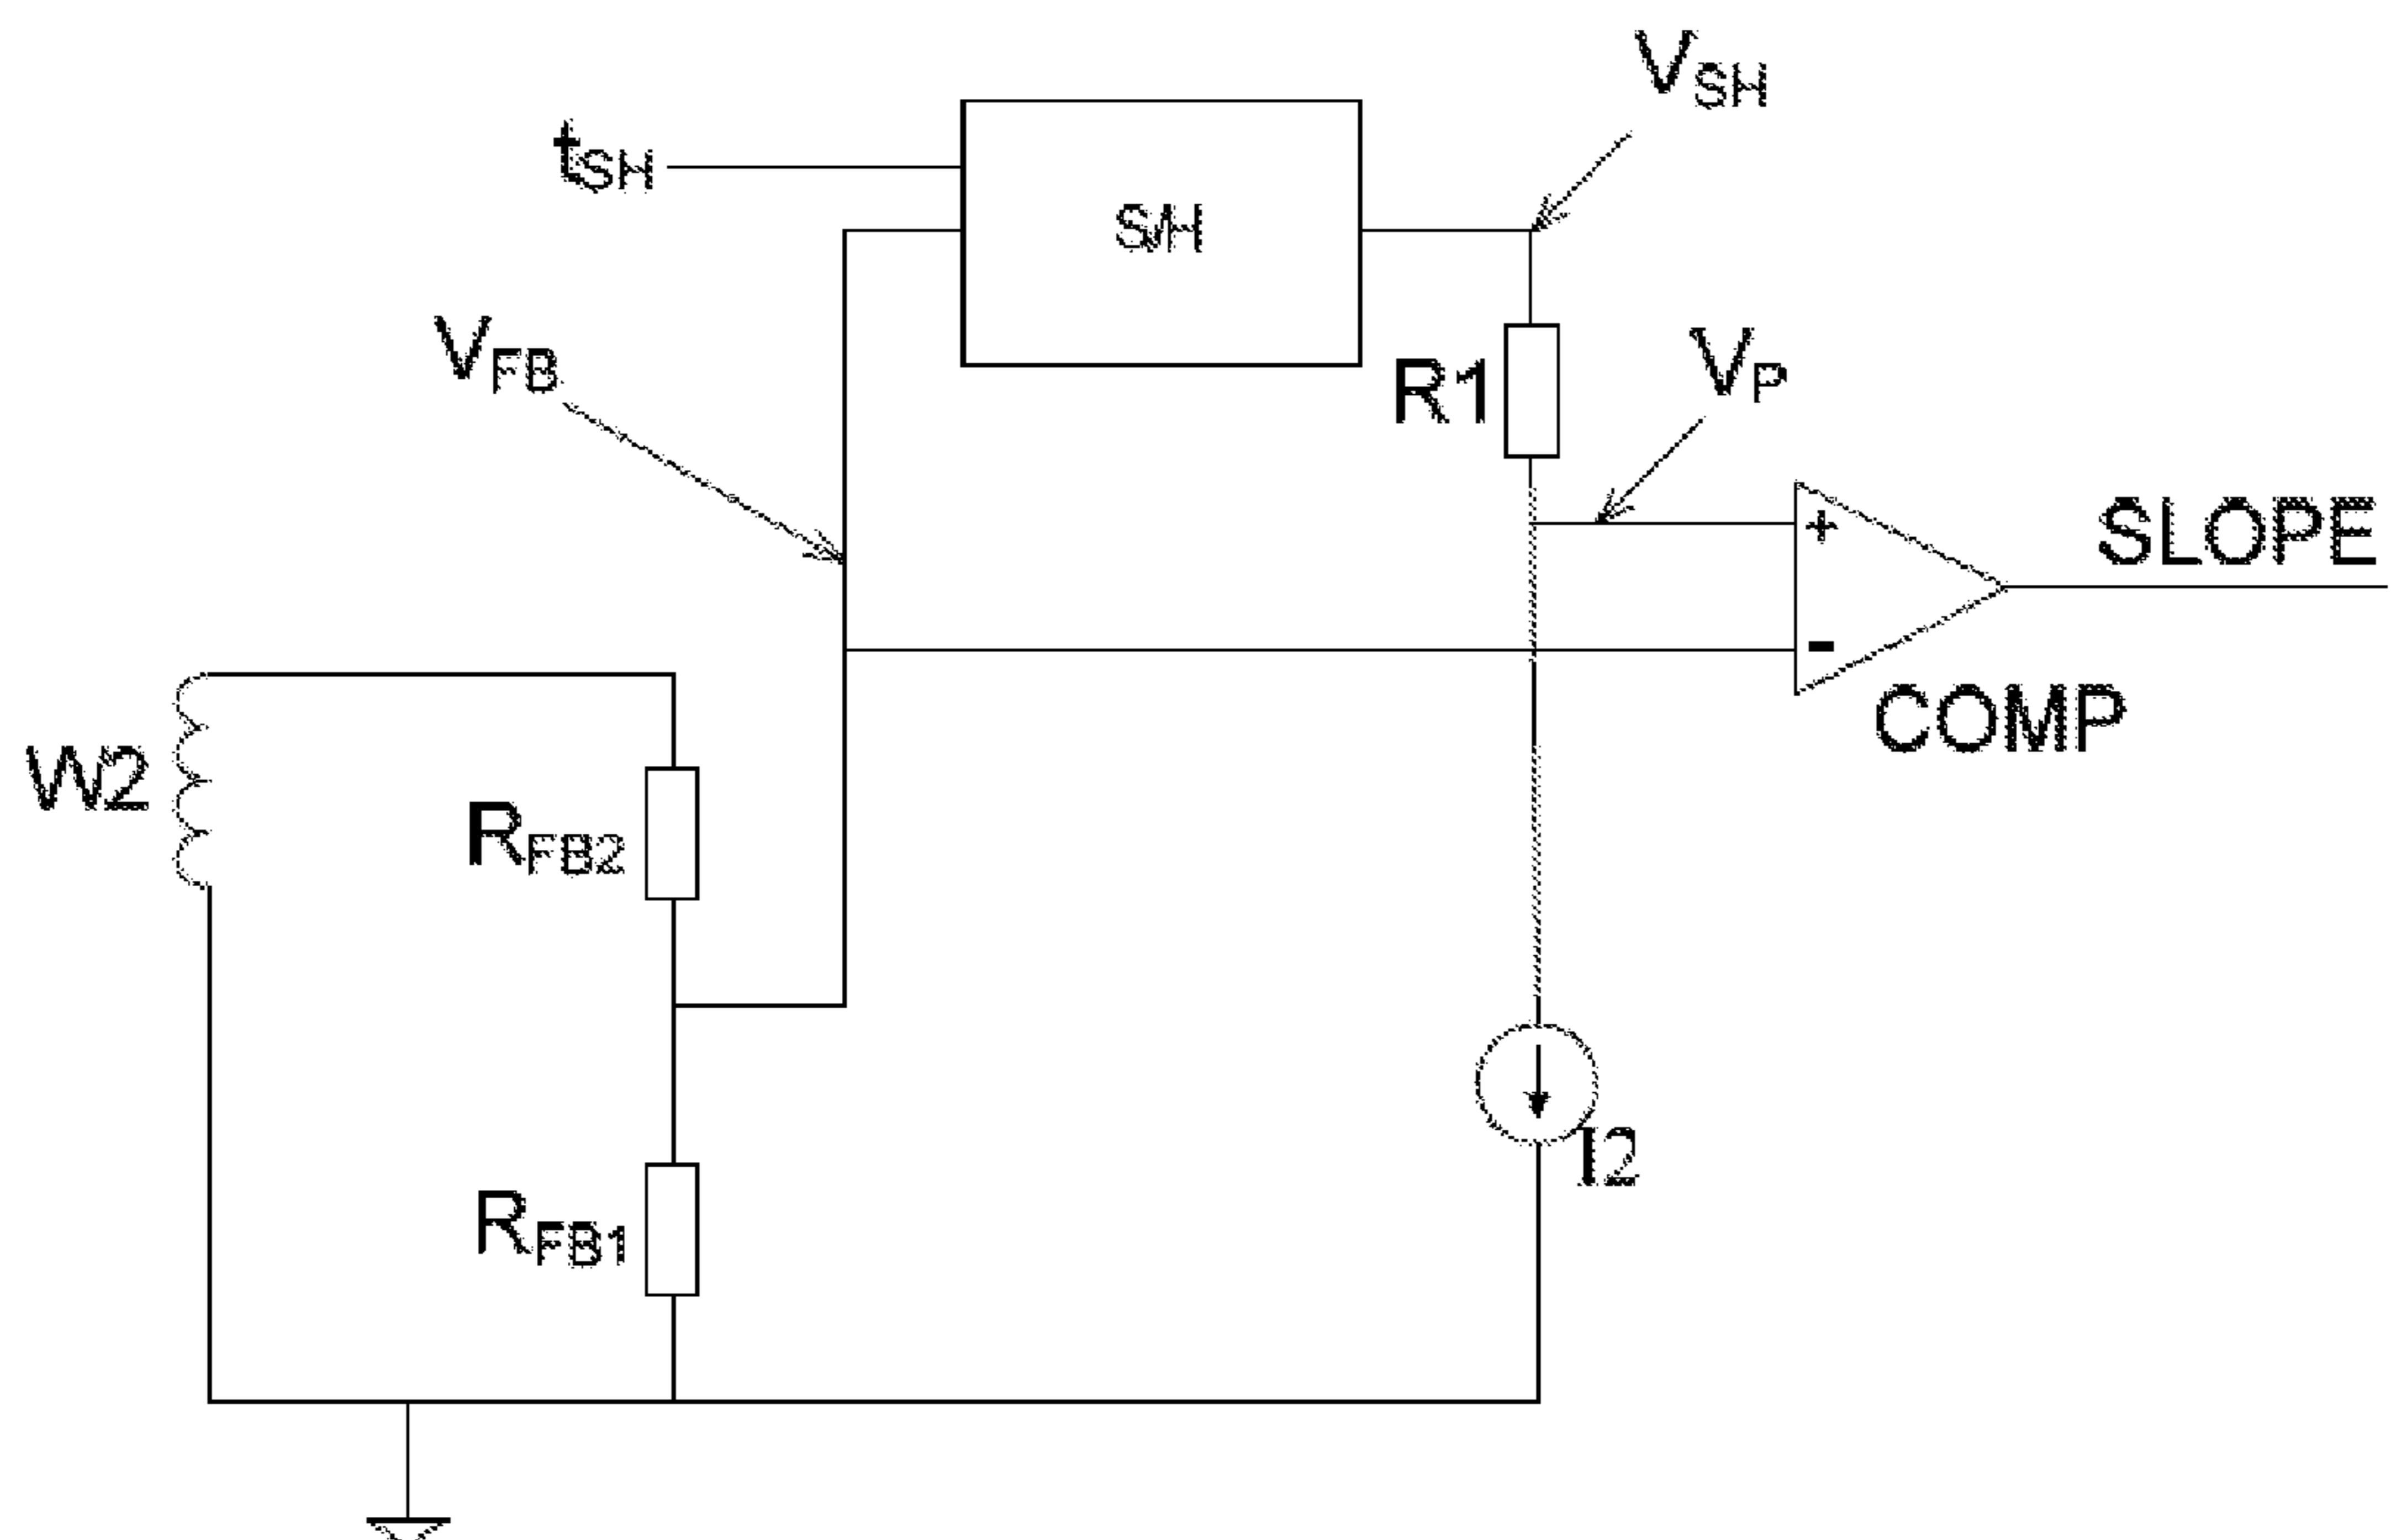 VSH
tSH
S/H
VFB
R1
VP
+
SLOPE
-
COMP
W2
RFB2
I2
RFB1